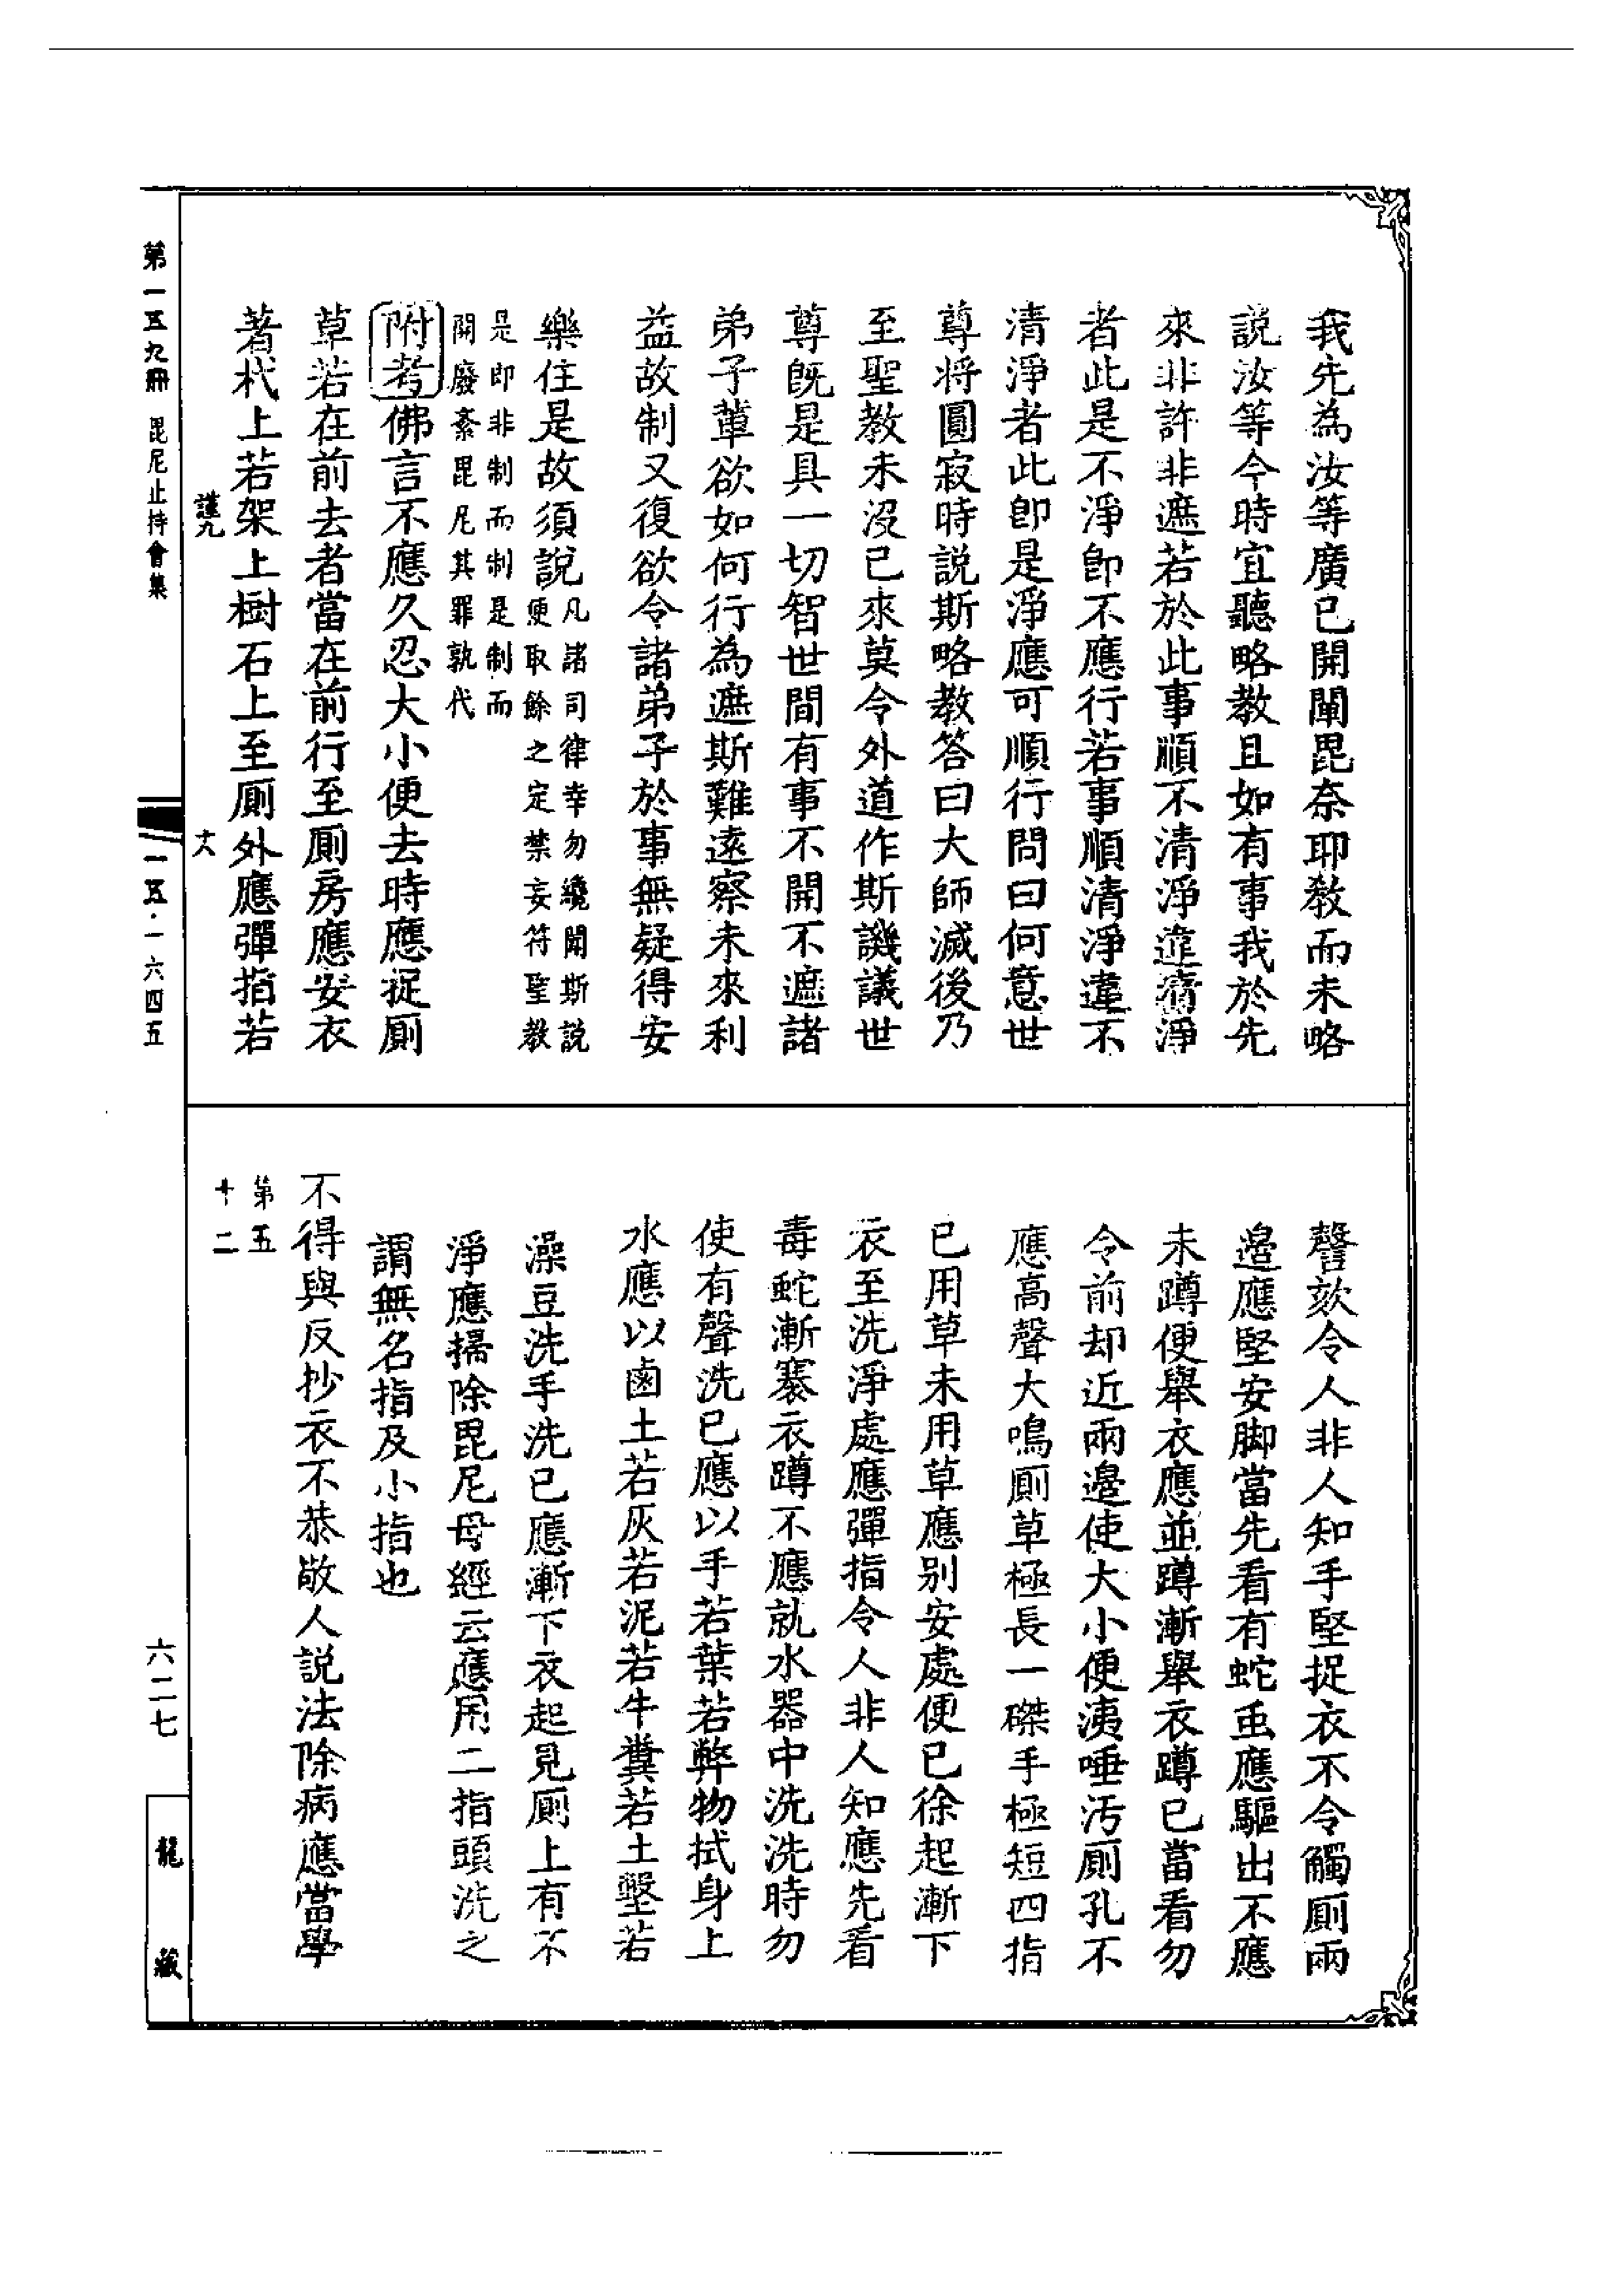 我先為汝等廣已開闡毘奈耶教而未略
說汝等今時宜聽略教且如有事我於先
來非許非遮若於此事順不清淨違清淨
者此是不淨即不應行若事順清淨違不
清淨者此即是淨應可順行問曰何意世
尊將圓寂時說斯略教答曰大師滅後乃
至聖教未沒已來莫令外道作斯譏議世
尊既是具一切智世間有事不開不遮諸
弟子輩欲如何行為遮斯難遠察未來利
益故制又復欲令諸弟子於事無疑得安
樂住是故須說
凡諸司律幸勿纔聞斯說
便取餘之定禁妄符聖教
是即非制而制是制而
開廢紊毘尼其罪孰代
附考佛言不應久忍大小便去時應捉廁
草若在前去者當在前行至廁房應安衣
著杙上若架上樹石上至廁外應彈指若
謹九
十八
謦欬令人非人知手堅捉衣不令觸廁兩
邊應堅安脚當先看有蛇虫應驅出不應
未蹲便舉衣應並蹲漸舉衣蹲已當看勿
令前却近兩邊使大小便洟唾汚廁孔不
應高聲大鳴廁草極長一磔手極短四指
已用草未用草應別安處便已徐起漸下
衣至洗淨處應彈指令人非人知應先看
毒蛇漸褰衣蹲不應就水器中洗洗時勿
使有聲洗已應以手若葉若弊物拭身上
水應以鹵土若灰若泥若牛糞若土墼若
澡豆洗手洗已應漸下衣起見廁上有不
淨應掃除毘尼母經云應用二指頭洗之
謂無名指及小指也
不得與反抄衣不恭敬人說法除病應當學
第五
十二
第一五九冊 毘尼止持會集
一五·一六四五
六二七
龍藏